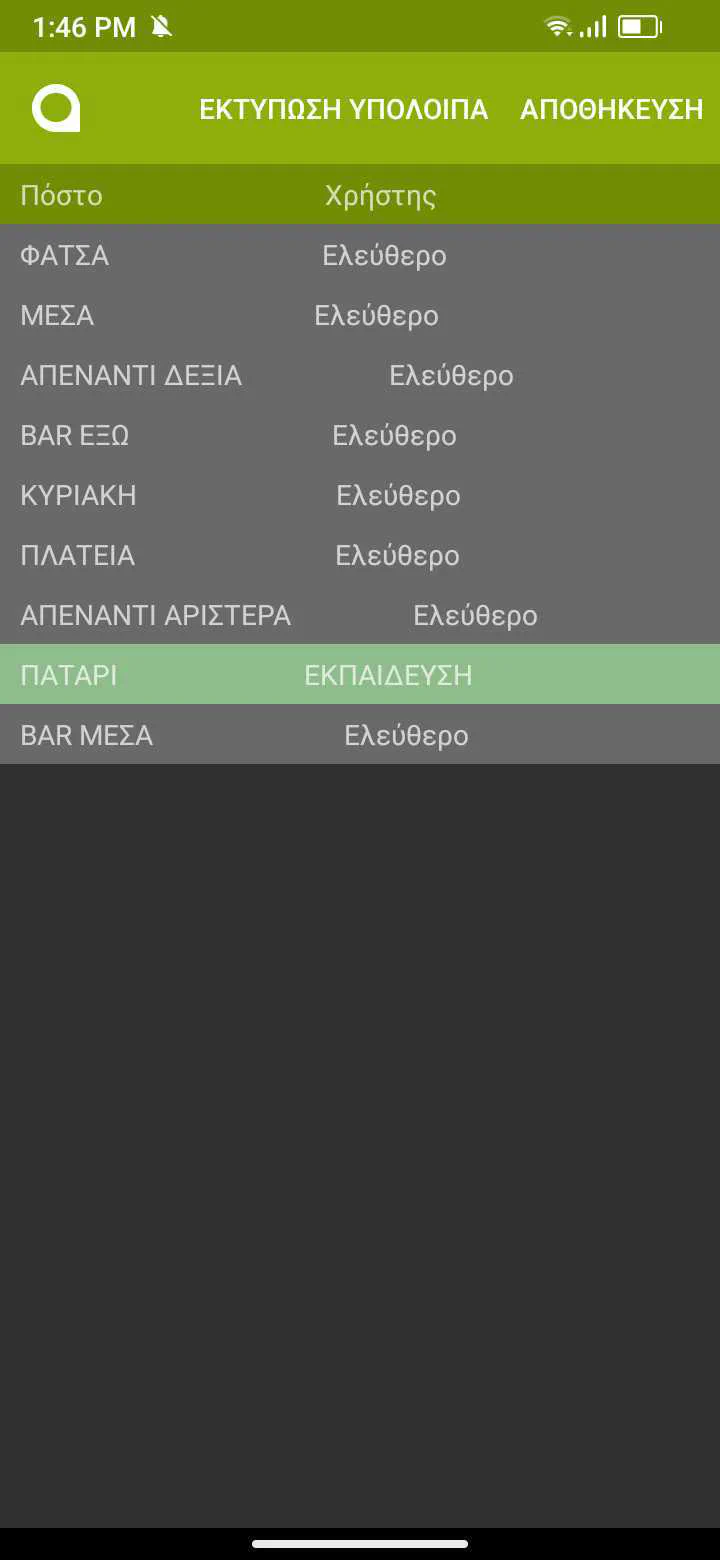 1:46 PM
ΕΚΤΥΠΩΣΗ ΥΠΟΛΟΙΠΑ ΑΠΟΘΗΚΕΥΣΗ
Πόστο Χρήστης
ΦΑΤΣΑ Ελεύθερο
ΜΕΣΑ Ελεύθερο
ΑΠΕΝΑΝΤΙ ΔΕΞΙΑ Ελεύθερο
BAR ΕΞΩ Ελεύθερο
ΚΥΡΙΑΚΗ Ελεύθερο
ΠΛΑΤΕΙΑ Ελεύθερο
ΑΠΕΝΑΝΤΙ ΑΡΙΣΤΕΡΑ Ελεύθερο
ΠΑΤΑΡΙ ΕΚΠΑΙΔΕΥΣΗ
BAR ΜΕΣΑ Ελεύθερο